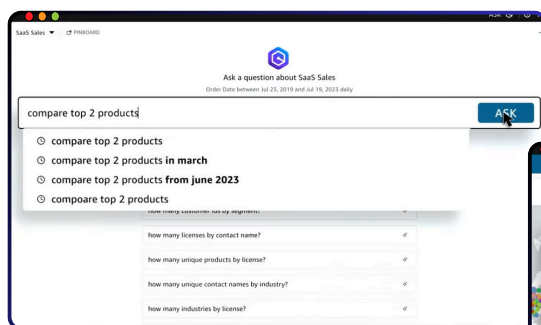 ASK
SaaS Sales
PINBOARD
Ask a question about SaaS Sales
Order Date between Jul 23, 2019 and Jul 19, 2023 daily
compare top 2 products
ASK
compare top 2 products
compare top 2 products in march
compare top 2 products from june 2023
compoare top 2 products
how many customer ids by segment?
how many licenses by contact name?
how many unique products by license?
how many unique contact names by industry?
how many industries by license?